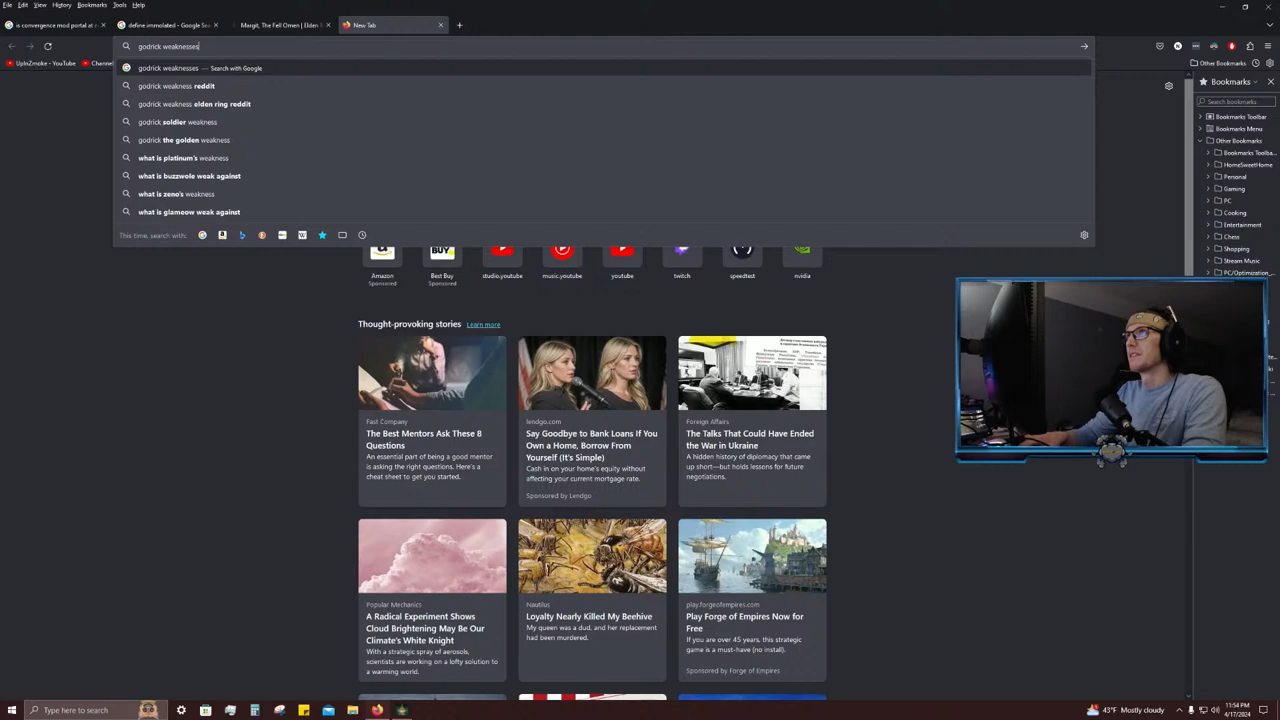 File Edit View History Bookmarks Tools Help
is convergence mod portal at
define immolated - Google Sea
Margit, The Fell Omen | Elden R
New Tab
godrick weaknesses
UpInZmoke - YouTube
Channel
Other Bookmarks
godrick weaknesses — Search with Google
godrick weakness reddit
godrick weakness elden ring reddit
godrick soldier weakness
godrick the golden weakness
what is platinum's weakness
what is buzzwole weak against
what is zeno's weakness
what is glameow weak against
This time, search with:
Bookmarks
Search bookmarks
Bookmarks Toolbar
Bookmarks Menu
Other Bookmarks
Bookmarks Toolba...
HomeSweetHome
Personal
Gaming
PC
Cooking
Entertainment
Chess
Shopping
Stream Music
PC/Optimization_...
Amazon
Sponsored
Best Buy
Sponsored
studio.youtube
music.youtube
youtube
twitch
speedtest
nvidia
Thought-provoking stories Learn more
Fast Company
The Best Mentors Ask These 8
Questions
An essential part of being a good mentor
is asking the right questions. Here's a
cheat sheet to get you started.
lendgo.com
Say Goodbye to Bank Loans If You
Own a Home, Borrow From
Yourself (It's Simple)
Cash in on your home's equity without
affecting your current mortgage rate.
Sponsored by Lendgo
Foreign Affairs
The Talks That Could Have Ended
the War in Ukraine
A hidden history of diplomacy that came
up short—but holds lessons for future
negotiations.
Popular Mechanics
A Radical Experiment Shows
Cloud Brightening May Be Our
Climate's White Knight
With a strategic spray of aerosols,
scientists are working on a lofty solution to
a warming world.
Nautilus
Loyalty Nearly Killed My Beehive
My queen was a dud, and her replacement
had been murdered.
play.forgeofempires.com
Play Forge of Empires Now for
Free
If you are over 45 years, this strategic
game is a must-have (no install).
Sponsored by Forge of Empires
Type here to search
43°F Mostly cloudy
11:54 PM
4/17/2024